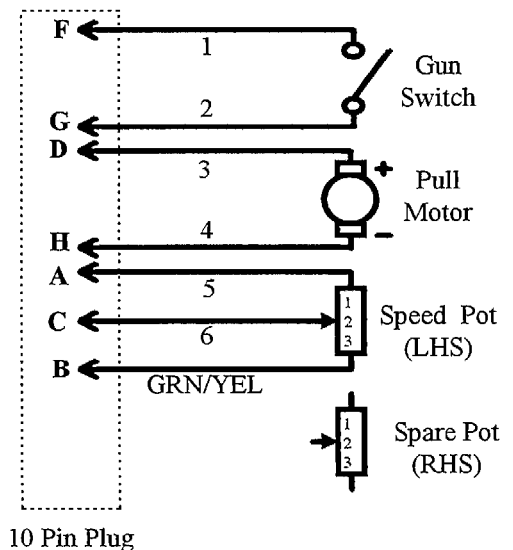 F
1
Gun
Switch
2
G
D
3
+
Pull
Motor
4
–
H
A
5
1
2
3
Speed Pot
(LHS)
C
6
B
GRN/YEL
1
2
3
Spare Pot
(RHS)
10 Pin Plug